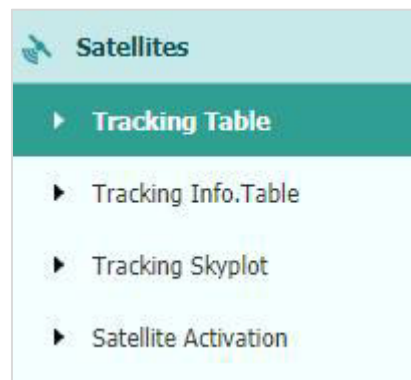 Satellites
Tracking Table
Tracking Info.Table
Tracking Skyplot
Satellite Activation